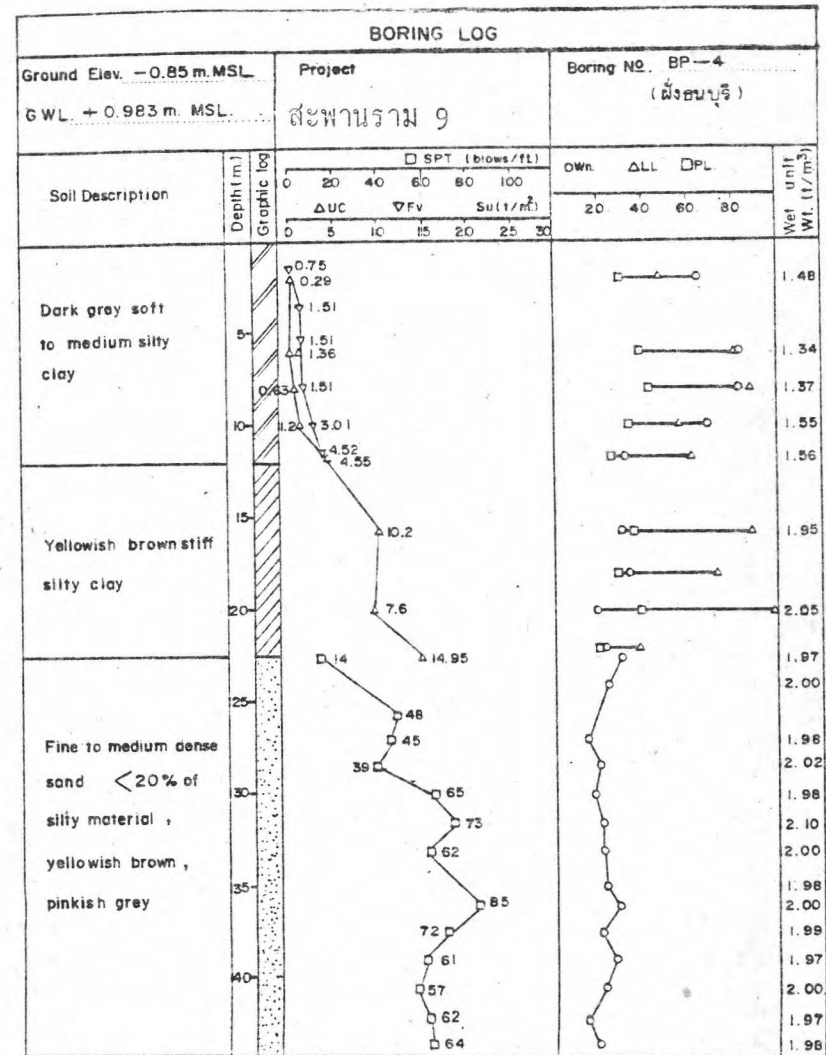 BORING LOG
Ground Elev. -0.85 m. MSL.
GWL. + 0.983 m. MSL.
Project
สะพานราม 9
Boring No. BP-4
(ฝั่งธนบุรี)
Soil Description
Depth (m.)
Graphic log
□ SPT (blows/ft.)
0 20 40 60 80 100
△UC ▽Fv Su (t/m²)
0 5 10 15 20 25 30
OWn. △LL □PL.
20 40 60 80
Wet unit Wt. (t/m³)
Dark grey soft
to medium silty
clay
Yellowish brown stiff
silty clay
Fine to medium dense
sand <20% of
silty material,
yellowish brown,
pinkish grey
5
10
15
20
25
30
35
40
0.75
0.29
1.51
1.51
1.36
0.63
1.51
1.2
3.01
4.52
4.55
10.2
7.6
14
14.95
48
45
39
65
73
62
85
72
61
57
62
64
1.48
1.34
1.37
1.55
1.56
1.95
2.05
1.97
2.00
1.98
2.02
1.98
2.10
2.00
1.98
2.00
1.99
1.97
2.00
1.97
1.98